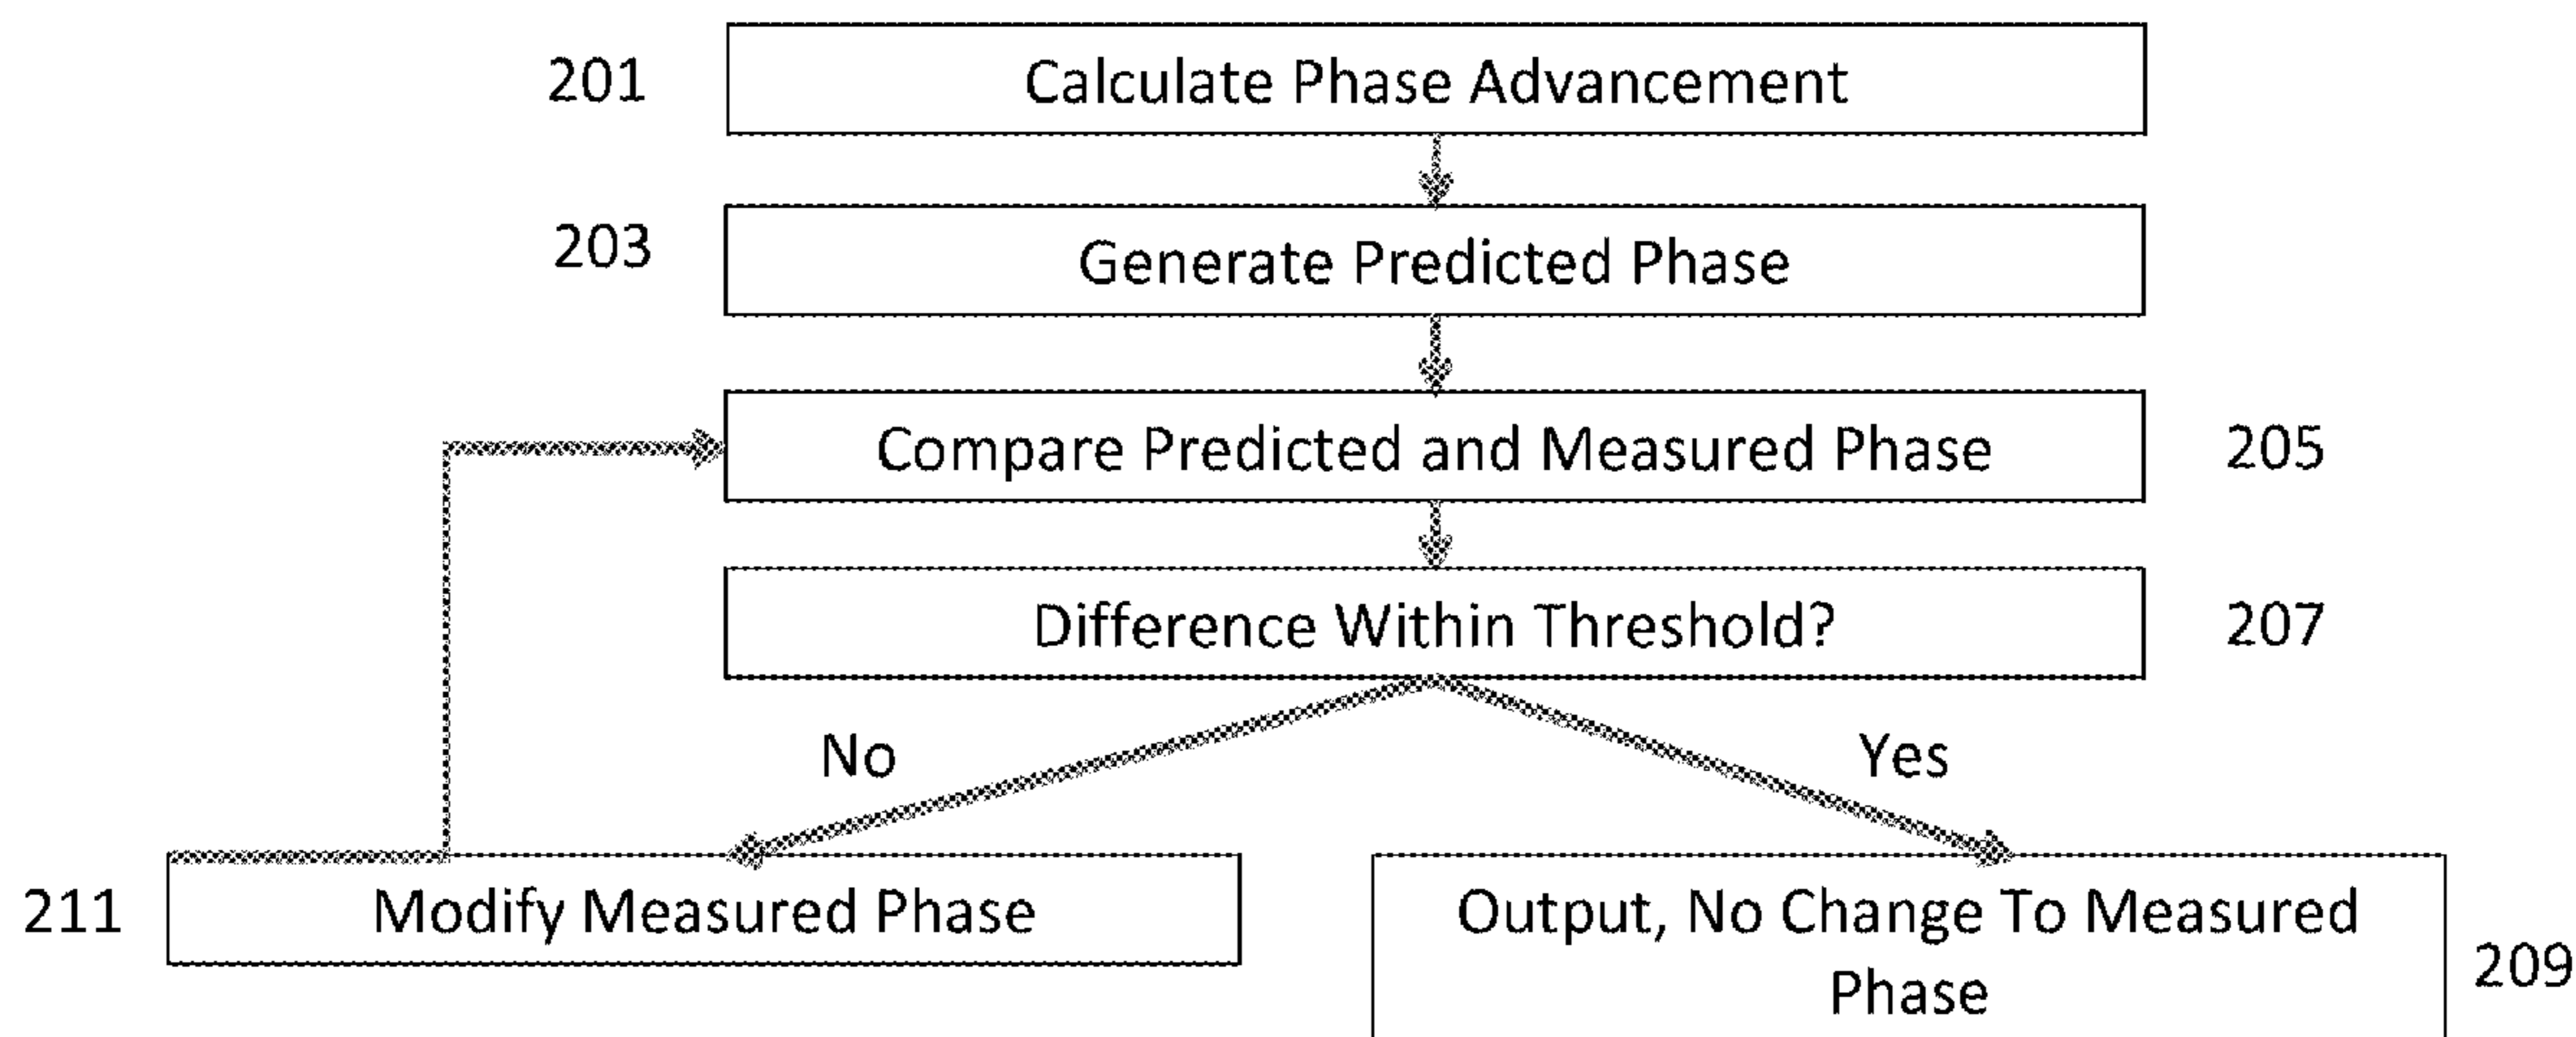 201
Calculate Phase Advancement
203
Generate Predicted Phase
Compare Predicted and Measured Phase
205
Difference Within Threshold?
207
No
Yes
211
Modify Measured Phase
Output, No Change To Measured
Phase
209